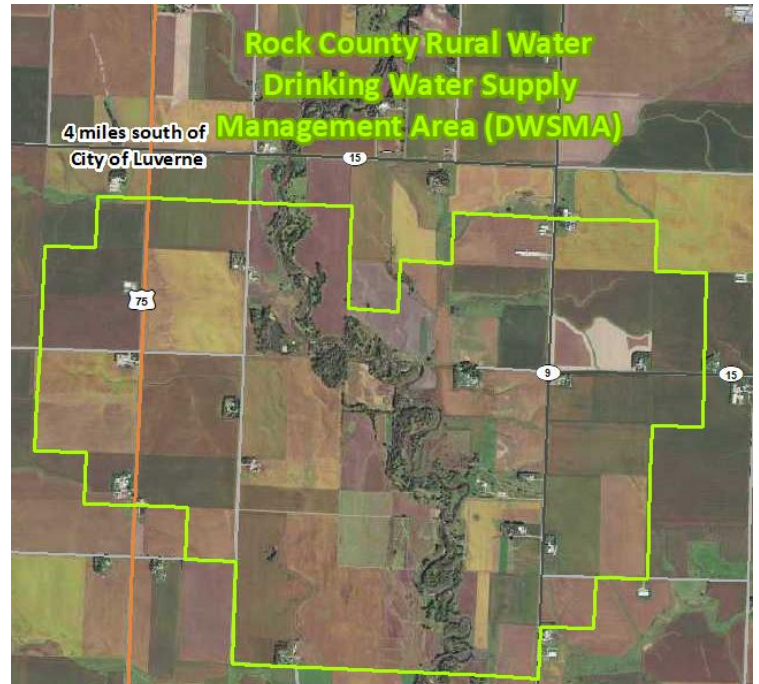 Rock County Rural Water
Drinking Water Supply
Management Area (DWSMA)
4 miles south of
City of Luverne
15
75
9
15